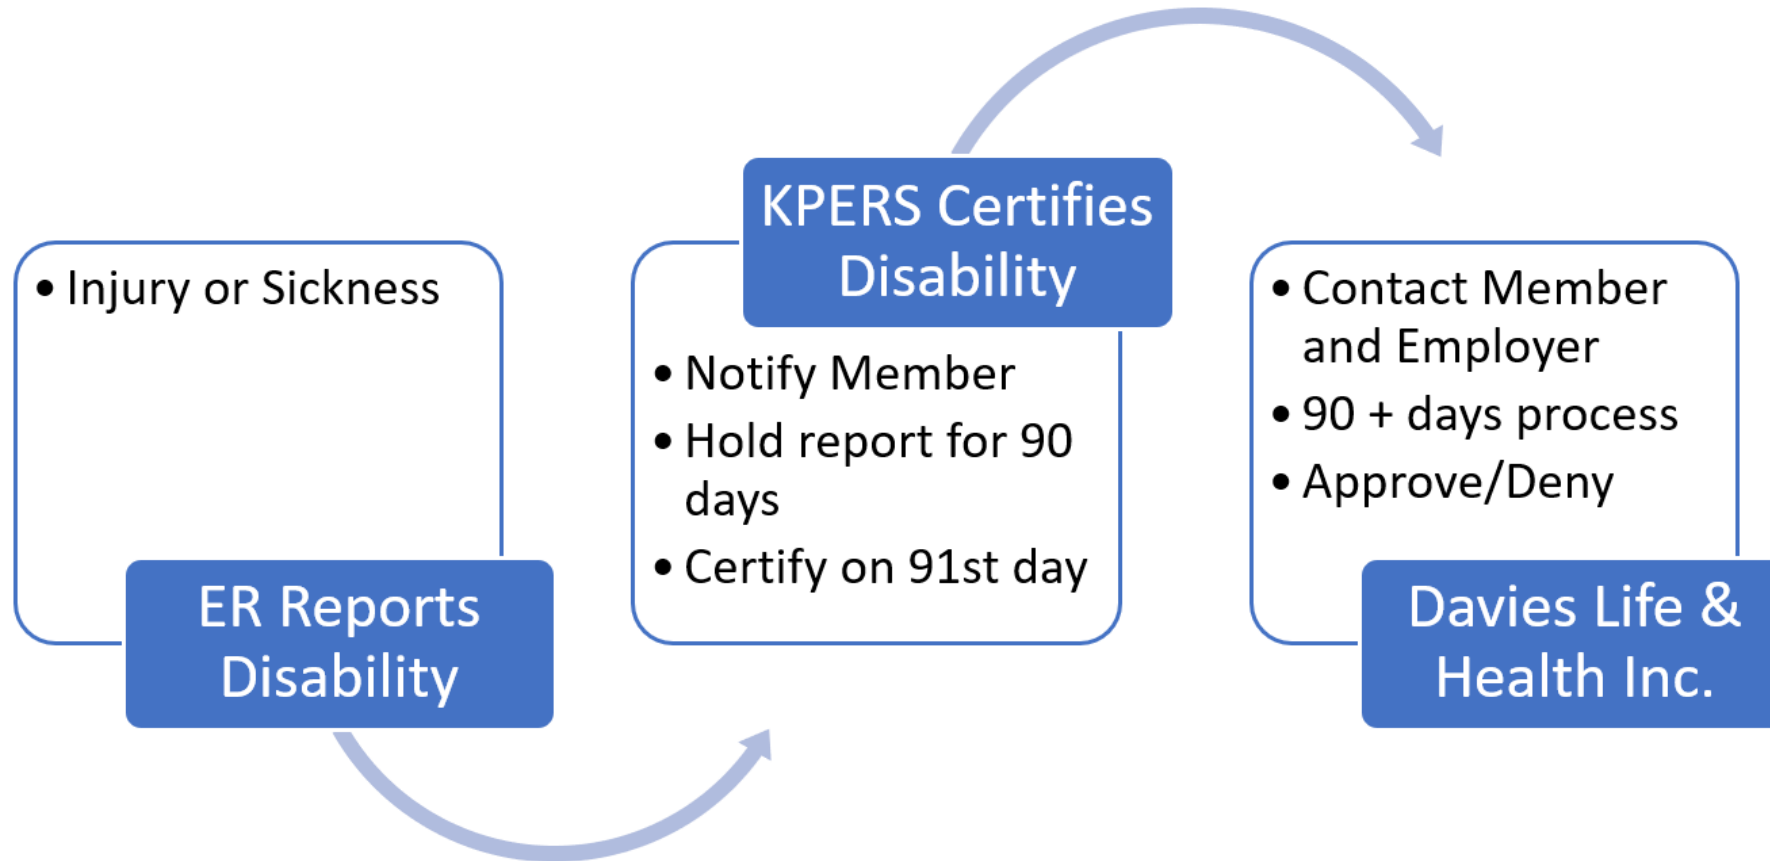 • Injury or Sickness
ER Reports
Disability
KPERS Certifies
Disability
• Notify Member
• Hold report for 90
days
• Certify on 91st day
• Contact Member
and Employer
• 90 + days process
• Approve/Deny
Davies Life &
Health Inc.